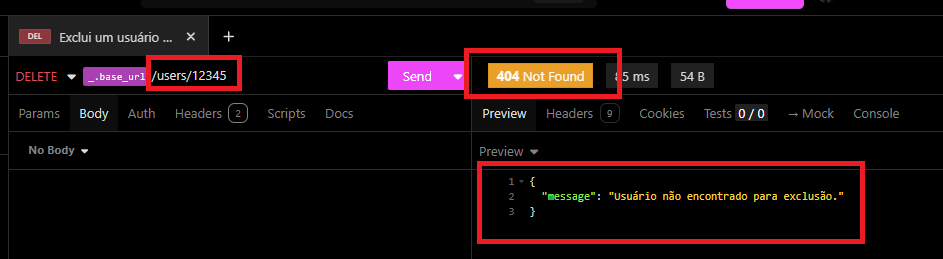 DEL Exclui um usuário ...
DELETE _.base_url /users/12345 Send 404 Not Found 85 ms 54 B
Params Body Auth Headers 2 Scripts Docs Preview Headers 9 Cookies Tests 0 / 0 → Mock Console
No Body Preview
1 {
2 "message": "Usuário não encontrado para exclusão."
3 }